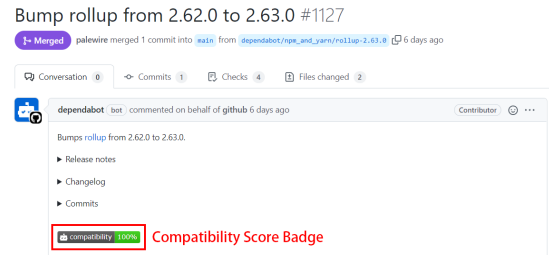 Bump rollup from 2.62.0 to 2.63.0 #1127
Merged palewire merged 1 commit into main from dependabot/npm_and_yarn/rollup-2.63.0 6 days ago
Conversation 0 Commits 1 Checks 4 Files changed 2
dependabot bot commented on behalf of github 6 days ago Contributor
Bumps rollup from 2.62.0 to 2.63.0.
Release notes
Changelog
Commits
compatibility 100% Compatibility Score Badge